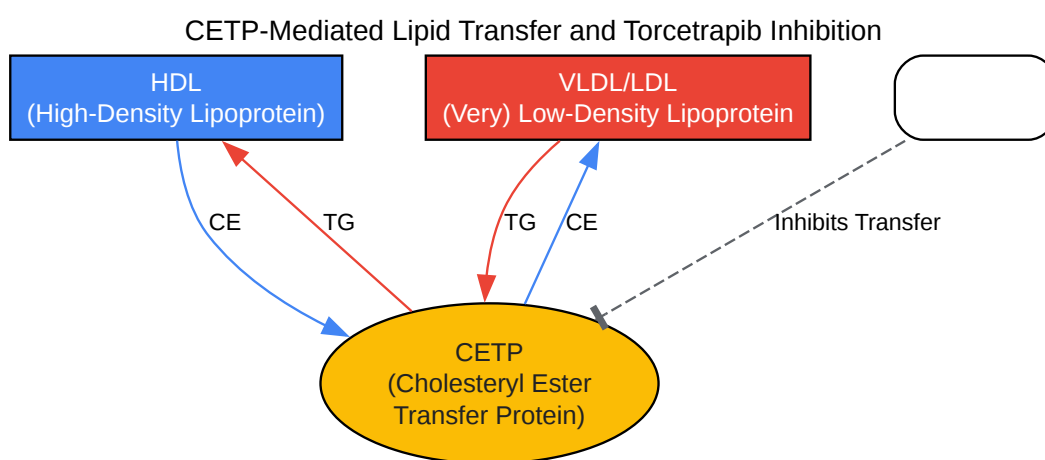 CETP-Mediated Lipid Transfer and Torcetrapib Inhibition
HDL
(High-Density Lipoprotein)
VLDL/LDL
(Very) Low-Density Lipoprotein
CE
TG
TG
CE
Inhibits Transfer
CETP
(Cholesteryl Ester
Transfer Protein)